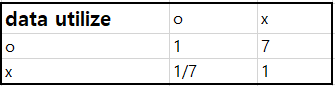 data utilize o x
o 1 7
x 1/7 1